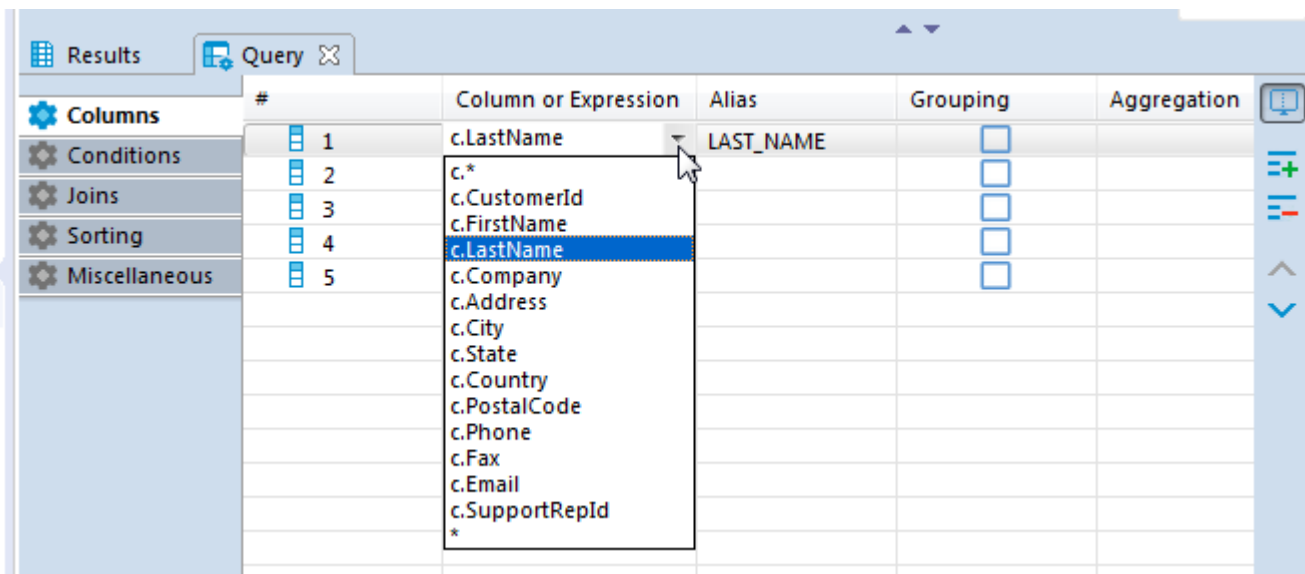 Results Query
# Column or Expression Alias Grouping Aggregation
Columns
Conditions
Joins
Sorting
Miscellaneous
1 c.LastName LAST_NAME
2
3
4
5
c.*
c.CustomerId
c.FirstName
c.LastName
c.Company
c.Address
c.City
c.State
c.Country
c.PostalCode
c.Phone
c.Fax
c.Email
c.SupportRepId
*